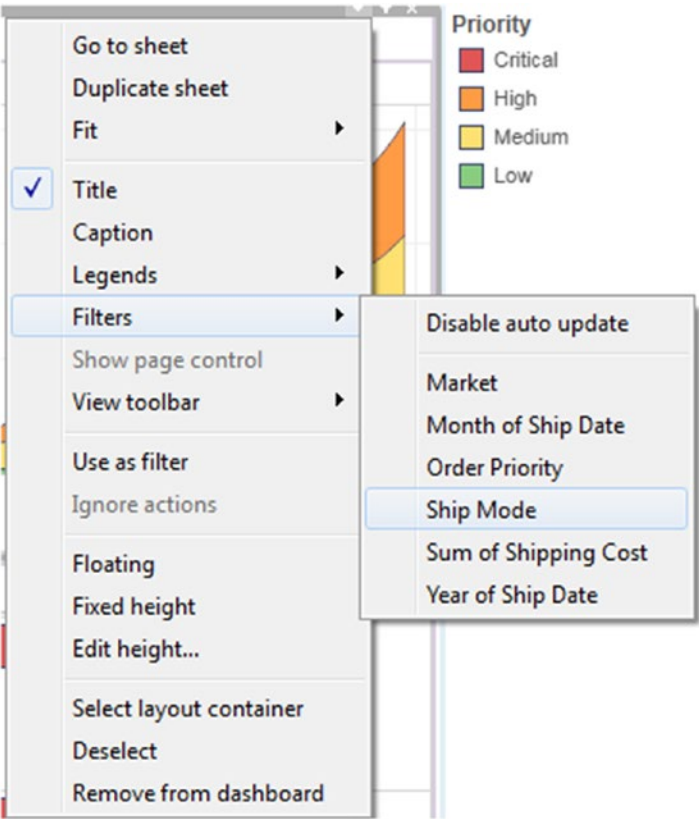 Go to sheet
Duplicate sheet
Fit
Title
Caption
Legends
Filters
Show page control
View toolbar
Use as filter
Ignore actions
Floating
Fixed height
Edit height...
Select layout container
Deselect
Remove from dashboard
Priority
Critical
High
Medium
Low
Disable auto update
Market
Month of Ship Date
Order Priority
Ship Mode
Sum of Shipping Cost
Year of Ship Date